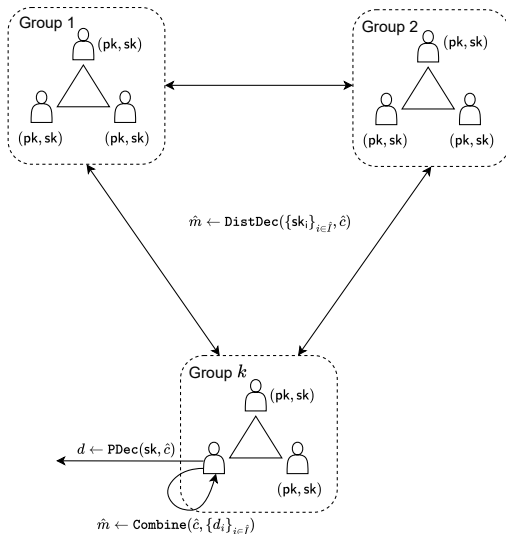 Group 1
(pk, sk)
(pk, sk)
(pk, sk)
Group 2
(pk, sk)
(pk, sk)
(pk, sk)
m̂ ← DistDec({sk_i}_{i∈Î}, ĉ)
Group k
(pk, sk)
d ← PDec(sk, ĉ)
(pk, sk)
m̂ ← Combine(ĉ, {d_i}_{i∈Î})